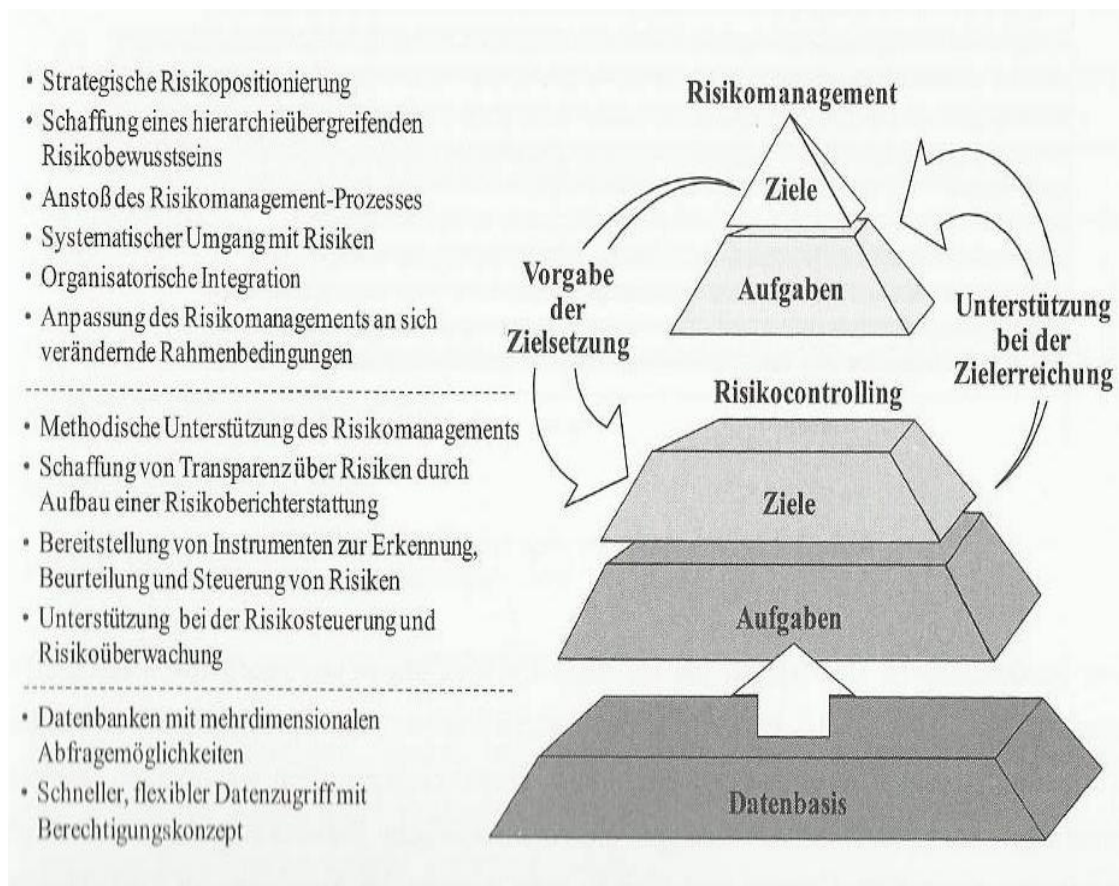 • Strategische Risikopositionierung
• Schaffung eines hierarchieübergreifenden
Risikobewusstseins
• Anstoß des Risikomanagement-Prozesses
• Systematischer Umgang mit Risiken
• Organisatorische Integration
• Anpassung des Risikomanagements an sich
verändernde Rahmenbedingungen
• Methodische Unterstützung des Risikomanagements
• Schaffung von Transparenz über Risiken durch
Aufbau einer Risikoberichterstattung
• Bereitstellung von Instrumenten zur Erkennung,
Beurteilung und Steuerung von Risiken
• Unterstützung bei der Risikosteuerung und
Risikoüberwachung
• Datenbanken mit mehrdimensionalen
Abfragemöglichkeiten
• Schneller, flexibler Datenzugriff mit
Berechtigungskonzept
Risikomanagement
Ziele
Aufgaben
Vorgabe
der
Zielsetzung
Unterstützung
bei der
Zielerreichung
Risikocontrolling
Ziele
Aufgaben
Datenbasis